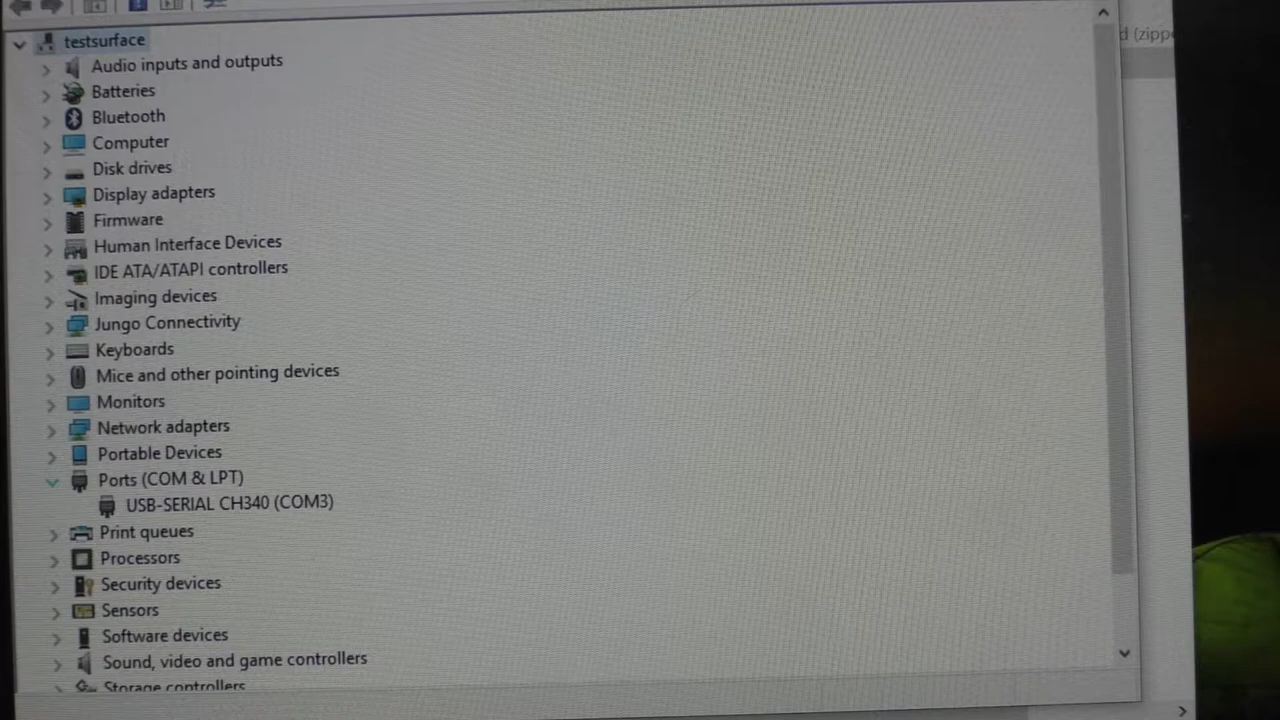 d (zippe
testsurface
Audio inputs and outputs
Batteries
Bluetooth
Computer
Disk drives
Display adapters
Firmware
Human Interface Devices
IDE ATA/ATAPI controllers
Imaging devices
Jungo Connectivity
Keyboards
Mice and other pointing devices
Monitors
Network adapters
Portable Devices
Ports (COM & LPT)
USB-SERIAL CH340 (COM3)
Print queues
Processors
Security devices
Sensors
Software devices
Sound, video and game controllers
Storage controllers